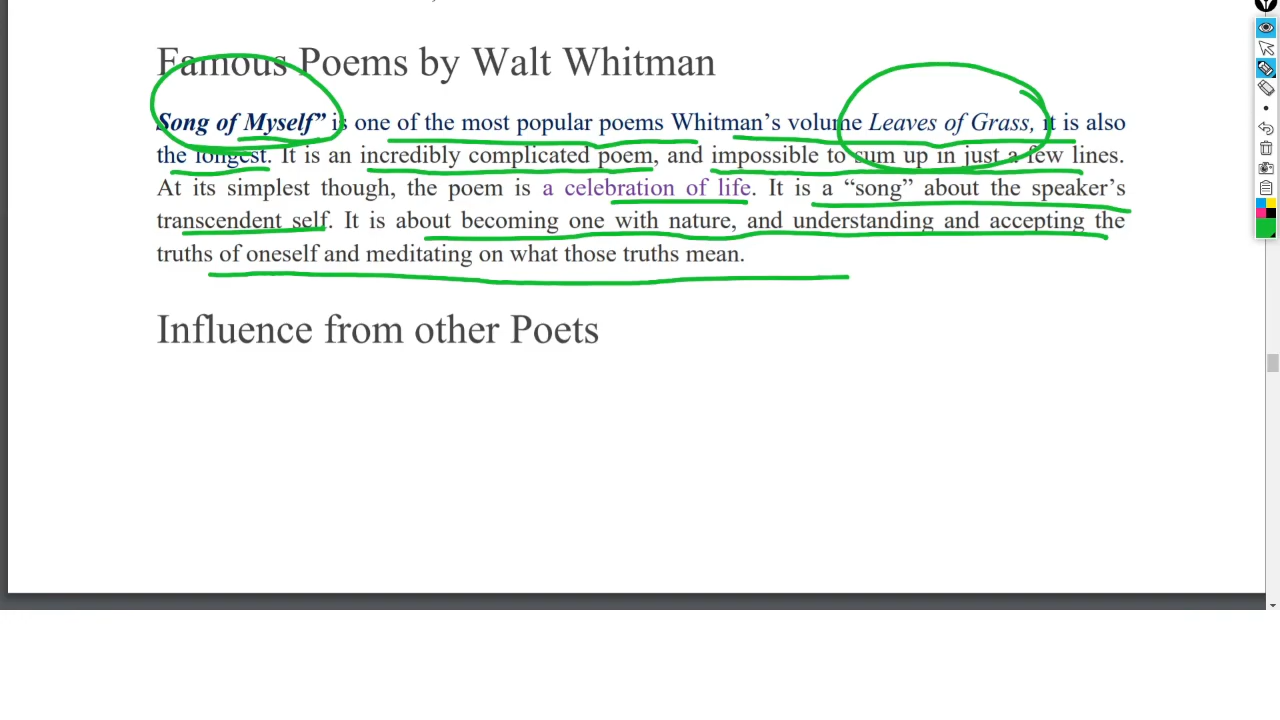 Famous Poems by Walt Whitman
Song of Myself” is one of the most popular poems Whitman’s volume Leaves of Grass, it is also
the longest. It is an incredibly complicated poem, and impossible to sum up in just a few lines.
At its simplest though, the poem is a celebration of life. It is a “song” about the speaker’s
transcendent self. It is about becoming one with nature, and understanding and accepting the
truths of oneself and meditating on what those truths mean.
Influence from other Poets